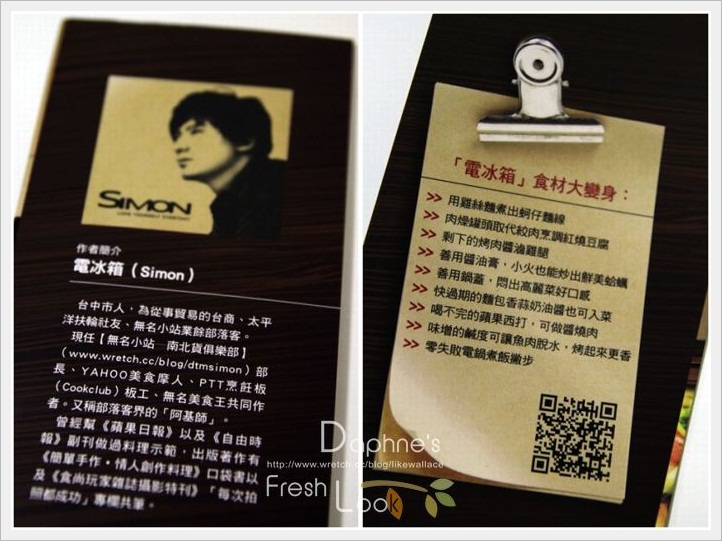 SIMON
作者簡介
電冰箱（Simon）
台中市人，為從事貿易的台商、太平
洋扶輪社友、無名小站業餘部落客。
現任【無名小站－南北貨俱樂部】
（www.wretch.cc/blog/dtmsimon）部
長、YAHOO美食摩人、PTT烹飪板
（Cookclub）板工、無名美食王共同作
者。又稱部落客界的「阿基師」。
曾經幫《蘋果日報》以及《自由時
報》副刊做過料理示範，出版著作有
《簡單手作・情人創作料理》口袋書以
及《食尚玩家雜誌攝影特刊》「每次拍
照都成功」專欄共筆。
「電冰箱」食材大變身：
>> 用雞絲麵煮出蚵仔麵線
>> 肉燥罐頭取代絞肉烹調紅燒豆腐
>> 剩下的烤肉醬滷雞腿
>> 善用醬油膏，小火也能炒出鮮美蛤蠣
>> 善用鍋蓋，悶出高麗菜好口感
>> 快過期的麵包香蒜奶油醬也可入菜
>> 喝不完的蘋果西打，可做醬燒肉
>> 味增的鹹度可讓魚肉脫水，烤起來更香
>> 零失敗電鍋煮飯撇步
Daphne's
http://www.wretch.cc/blog/likewallace
Fresh Look